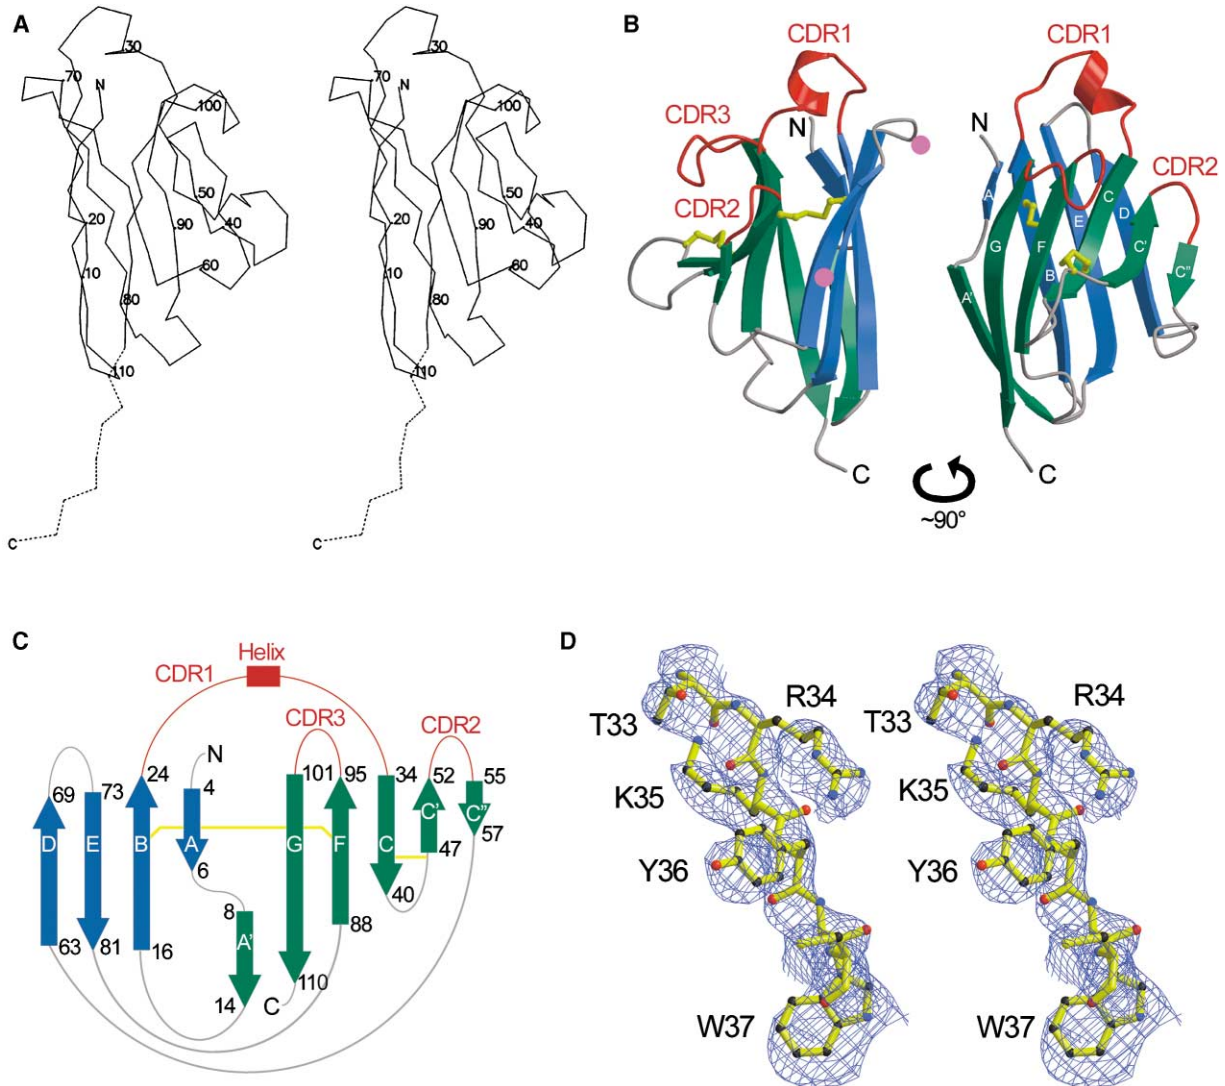 A
30
70
N
100
50
20
40
90
10
60
80
110
C
30
70
N
100
50
20
40
90
10
60
80
110
C
B
CDR1
CDR1
CDR3
N
N
CDR2
CDR2
A
C
D
E
G
F
C'
B
C"
A'
C
C
~90°
C
Helix
CDR1
CDR3
CDR2
N
24
4
101
95
34
52
55
69
73
D
E
B
A
G
F
C
C'
C"
6
47
57
40
8
88
A'
63
81
16
14
C
110
D
R34
R34
T33
T33
K35
K35
Y36
Y36
W37
W37